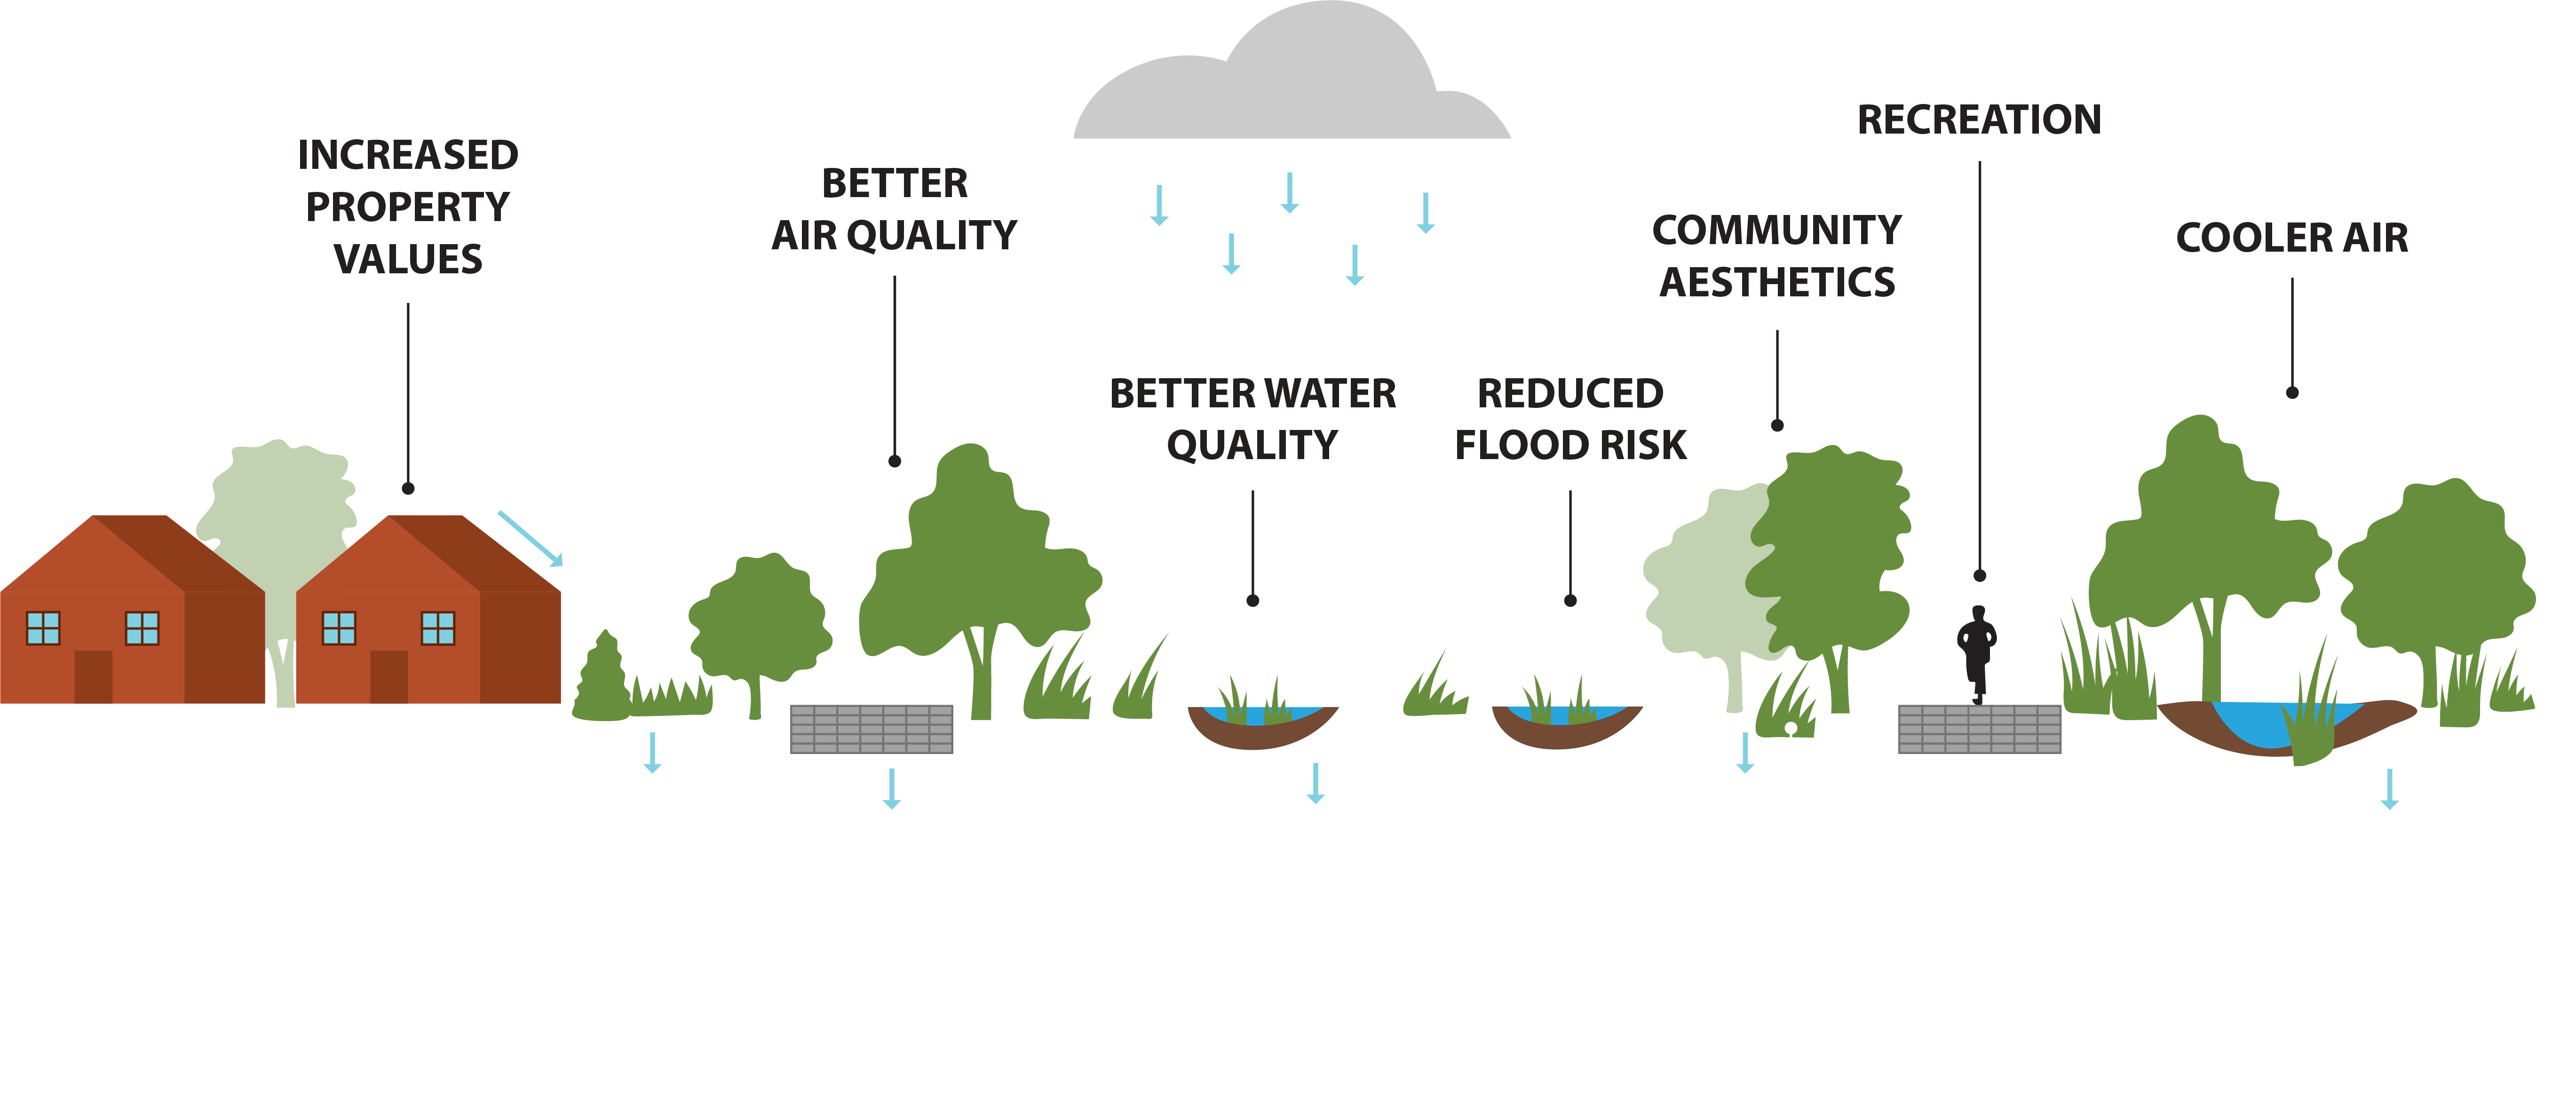 INCREASED
PROPERTY
VALUES
BETTER
AIR QUALITY
BETTER WATER
QUALITY
REDUCED
FLOOD RISK
COMMUNITY
AESTHETICS
RECREATION
COOLER AIR